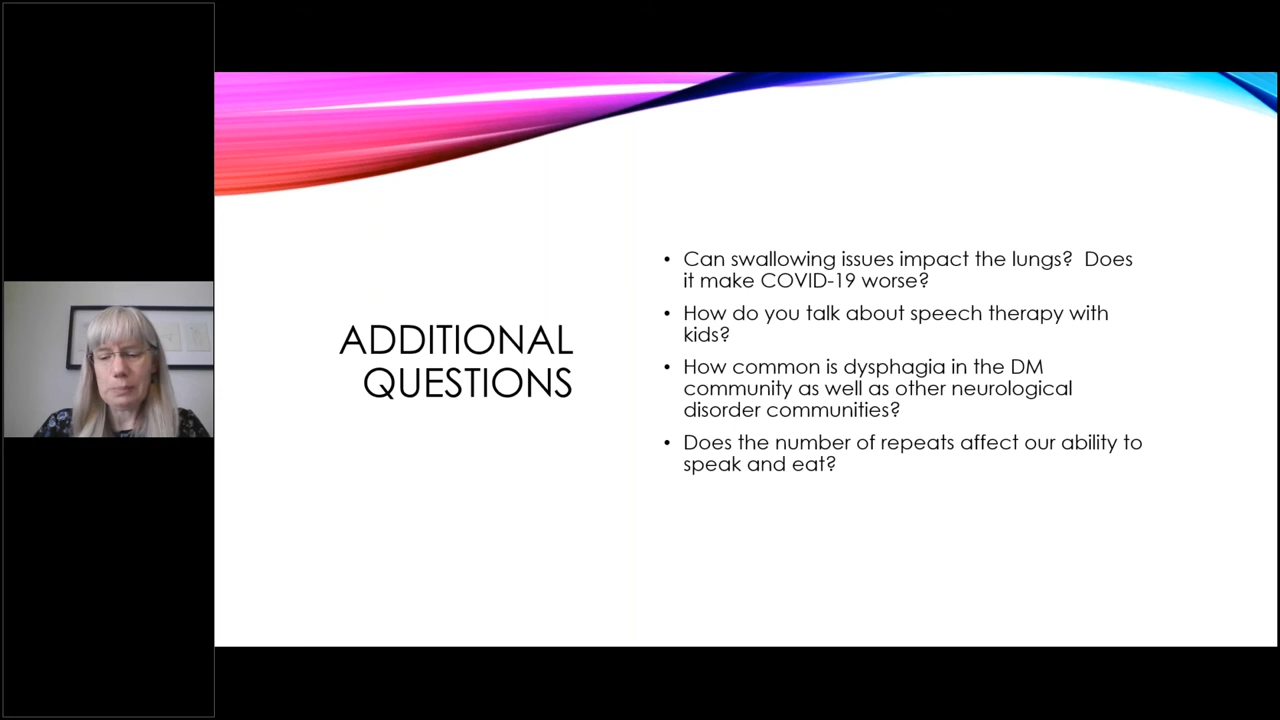 ADDITIONAL
QUESTIONS
• Can swallowing issues impact the lungs?  Does
it make COVID-19 worse?
• How do you talk about speech therapy with
kids?
• How common is dysphagia in the DM
community as well as other neurological
disorder communities?
• Does the number of repeats affect our ability to
speak and eat?